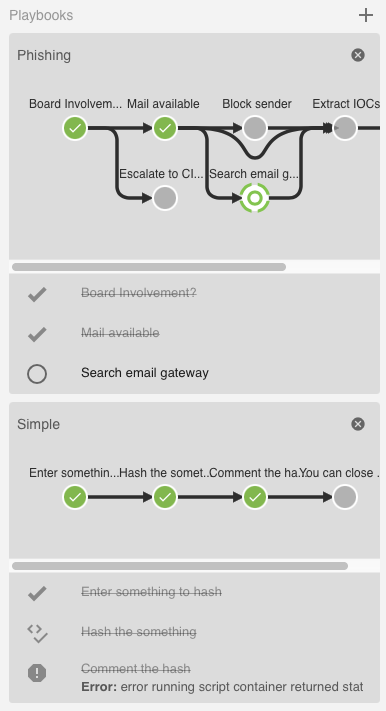 Playbooks
Phishing
Board Involvem... Mail available Block sender Extract IOCs
Escalate to CI... Search email g...
Board Involvement?
Mail available
Search email gateway
Simple
Enter somethin... Hash the somet... Comment the ha... You can close .
Enter something to hash
Hash the something
Comment the hash
Error: error running script container returned stat